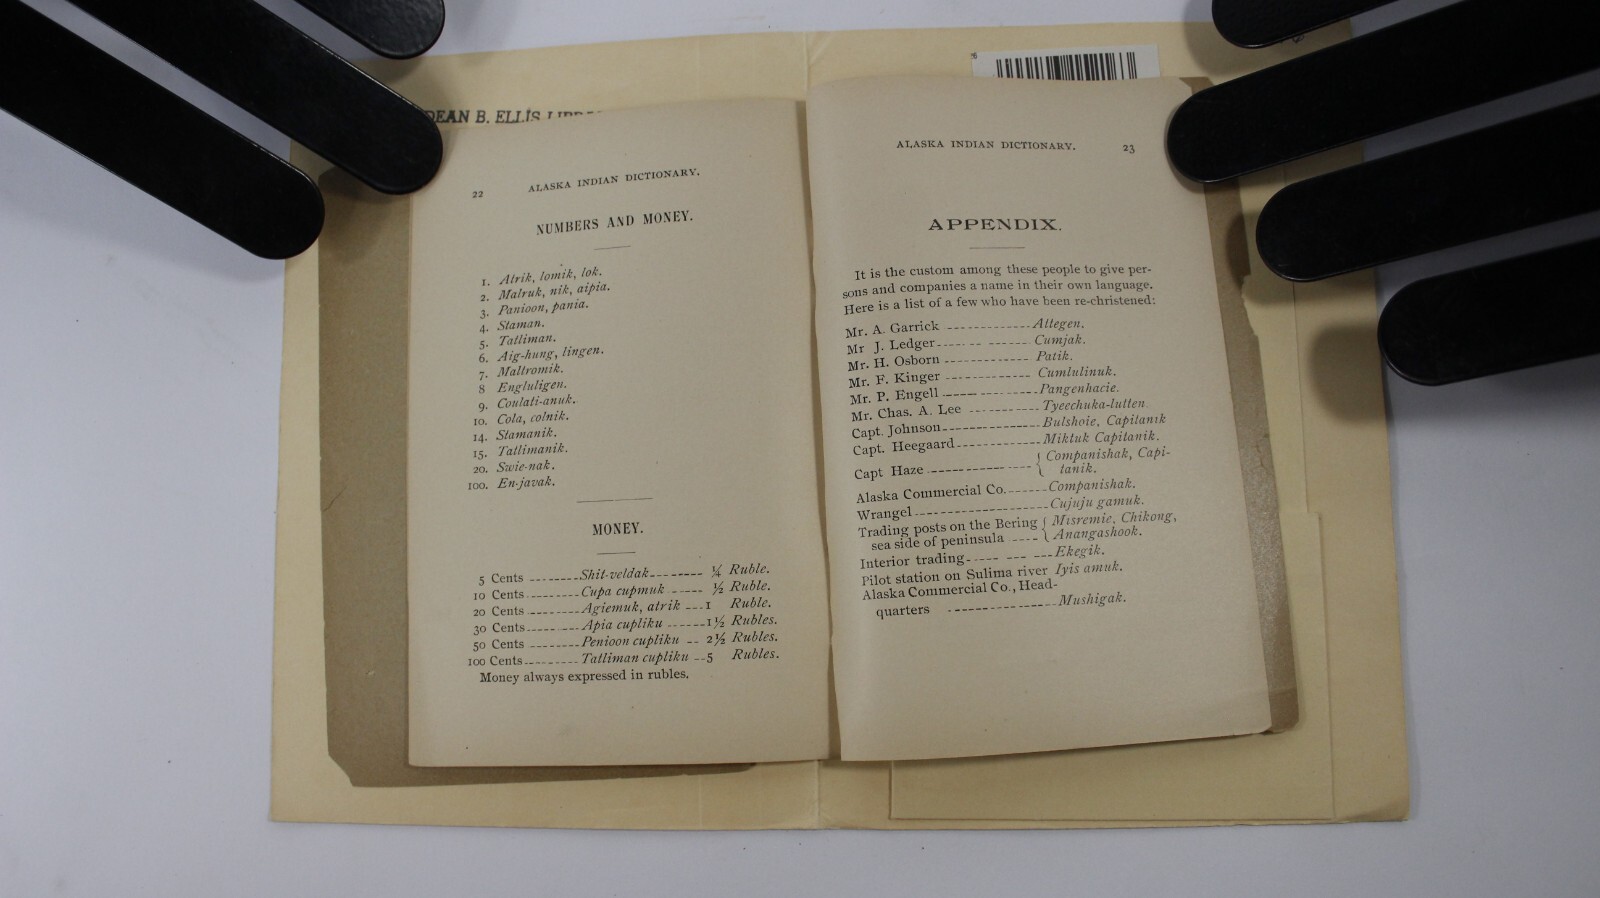 DEAN B. ELLIS
22 ALASKA INDIAN DICTIONARY.
NUMBERS AND MONEY.
1. Atrik, lomik, lok.
2. Malruk, nik, aipia.
3. Panioon, pania.
4. Staman.
5. Tatliman.
6. Aig-hung, lingen.
7. Maltromik.
8 Engluligen.
9. Coulati-anuk.
10. Cola, colnik.
14. Stamanik.
15. Tatlimanik.
20. Swie-nak.
100. En-javak.
MONEY.
5 Cents --------Shit-veldak-------- ¼ Ruble.
10 Cents--------Cupa cupmuk ------ ½ Ruble.
20 Cents --------Agiemuk, atrik ---1 Ruble.
30 Cents--------Apia cupliku ------1½ Rubles.
50 Cents --------Penioon cupliku -- 2½ Rubles.
100 Cents--------Tatliman cupliku --5 Rubles.
Money always expressed in rubles.
ALASKA INDIAN DICTIONARY. 23
APPENDIX.
It is the custom among these people to give per-
sons and companies a name in their own language.
Here is a list of a few who have been re-christened:
Mr. A. Garrick ------------Attegen.
Mr J. Ledger------- ------Cumjak.
Mr. H. Osborn ------------ Patik.
Mr. F. Kinger ------------ Cumlulinuk.
Mr. P. Engell -------------Pangenhacie.
Mr. Chas. A. Lee ----------Tyeechuka-lutten.
Capt. Johnson--------------Bulshoie, Capitanik
Capt. Heegaard------------Miktuk Capitanik.
Capt Haze --------------- { Companishak, Capi-
tanik.
Alaska Commercial Co.------Companishak.
Wrangel-------------------Cujuju gamuk.
Trading posts on the Bering { Misremie, Chikong,
sea side of peninsula ---- Anangashook.
Interior trading---- --- ---Ekegik.
Pilot station on Sulima river Iyis amuk.
Alaska Commercial Co., Head-
quarters ---------------Mushigak.